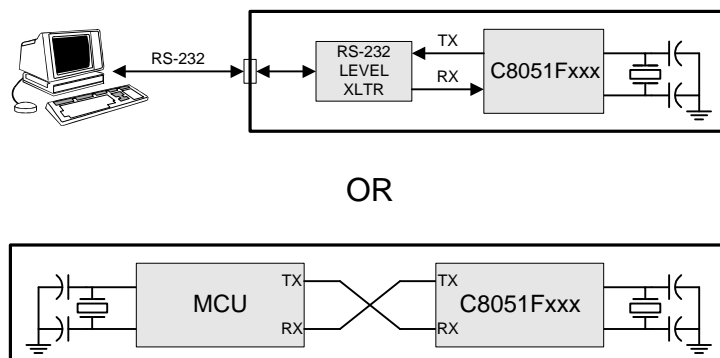 RS-232
RS-232
LEVEL
XLTR
TX
RX
C8051Fxxx
OR
MCU
TX
RX
TX
RX
C8051Fxxx